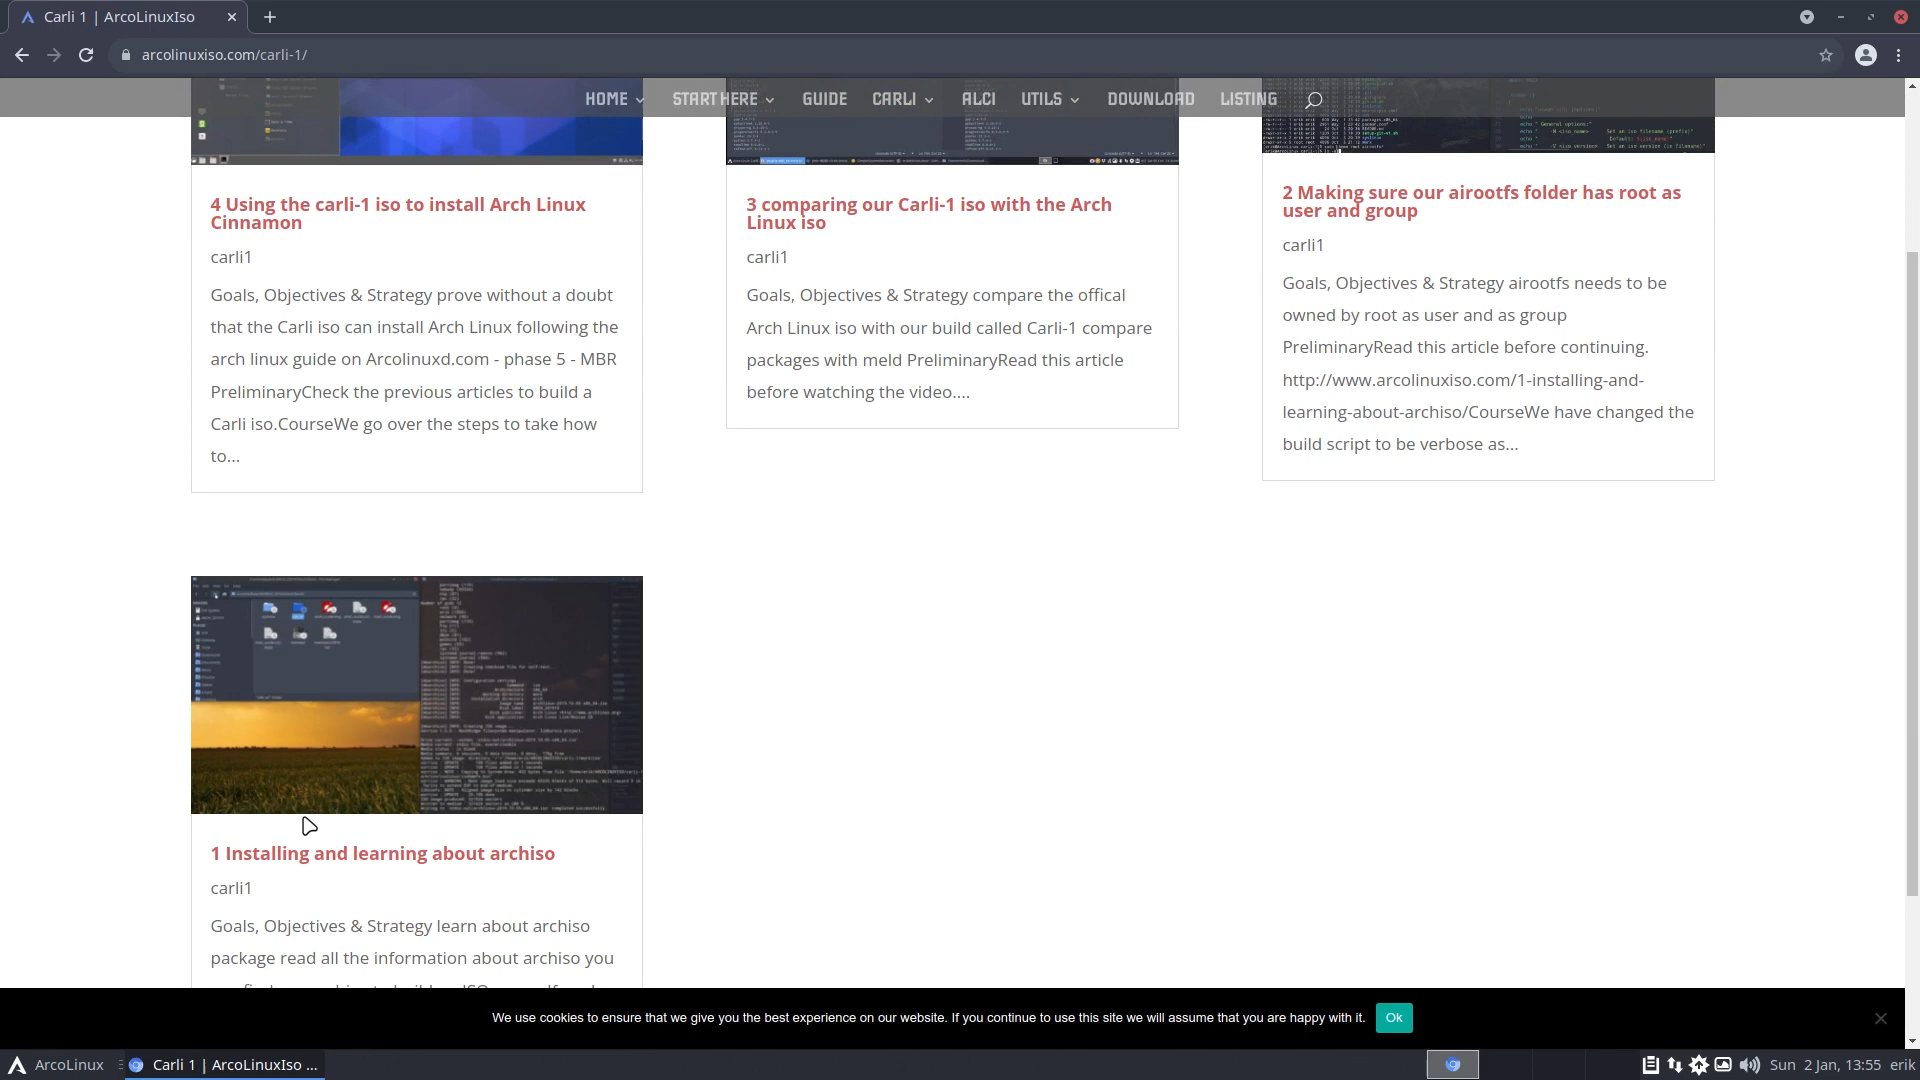 Carli 1 | ArcoLinuxIso
arcolinuxiso.com/carli-1/
HOME START HERE GUIDE CARLI ALCI UTILS DOWNLOAD LISTING
4 Using the carli-1 iso to install Arch Linux
Cinnamon
carli1
Goals, Objectives & Strategy prove without a doubt
that the Carli iso can install Arch Linux following the
arch linux guide on Arcolinuxd.com - phase 5 - MBR
PreliminaryCheck the previous articles to build a
Carli iso.CourseWe go over the steps to take how
to...
3 comparing our Carli-1 iso with the Arch
Linux iso
carli1
Goals, Objectives & Strategy compare the offical
Arch Linux iso with our build called Carli-1 compare
packages with meld PreliminaryRead this article
before watching the video....
2 Making sure our airootfs folder has root as
user and group
carli1
Goals, Objectives & Strategy airootfs needs to be
owned by root as user and as group
PreliminaryRead this article before continuing.
http://www.arcolinuxiso.com/1-installing-and-
learning-about-archiso/CourseWe have changed the
build script to be verbose as...
1 Installing and learning about archiso
carli1
Goals, Objectives & Strategy learn about archiso
package read all the information about archiso you
We use cookies to ensure that we give you the best experience on our website. If you continue to use this site we will assume that you are happy with it. Ok
ArcoLinux Carli 1 | ArcoLinuxIso ... Sun 2 Jan, 13:55 erik